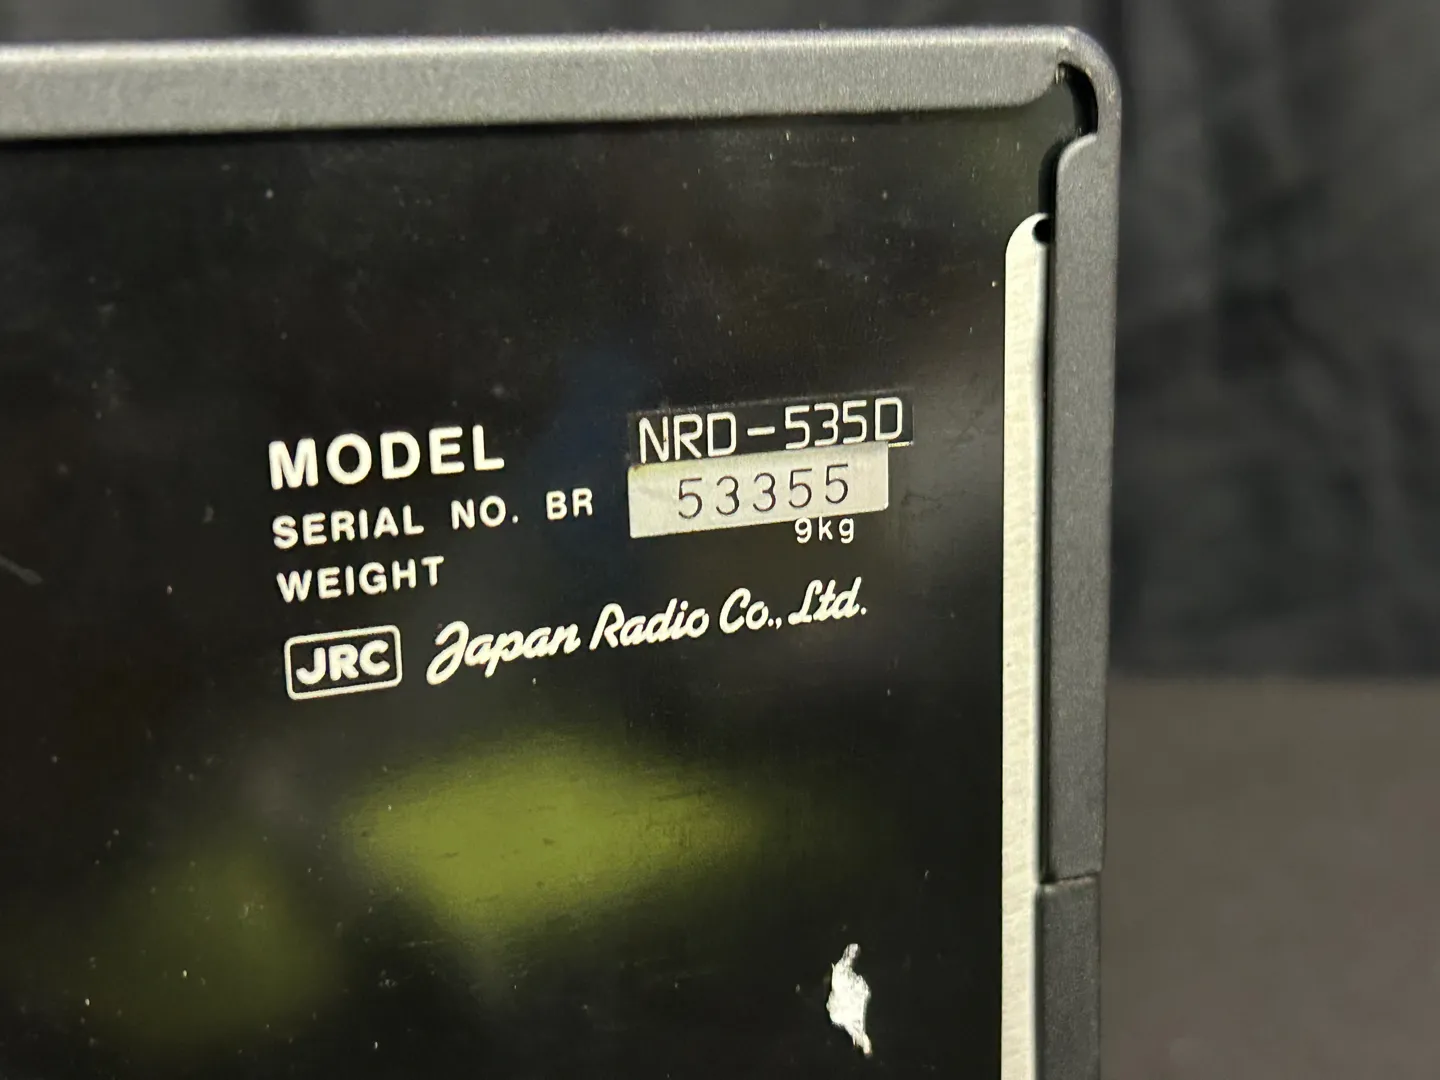 MODEL NRD-535D
SERIAL NO. BR 53355
WEIGHT 9kg
JRC Japan Radio Co., Ltd.